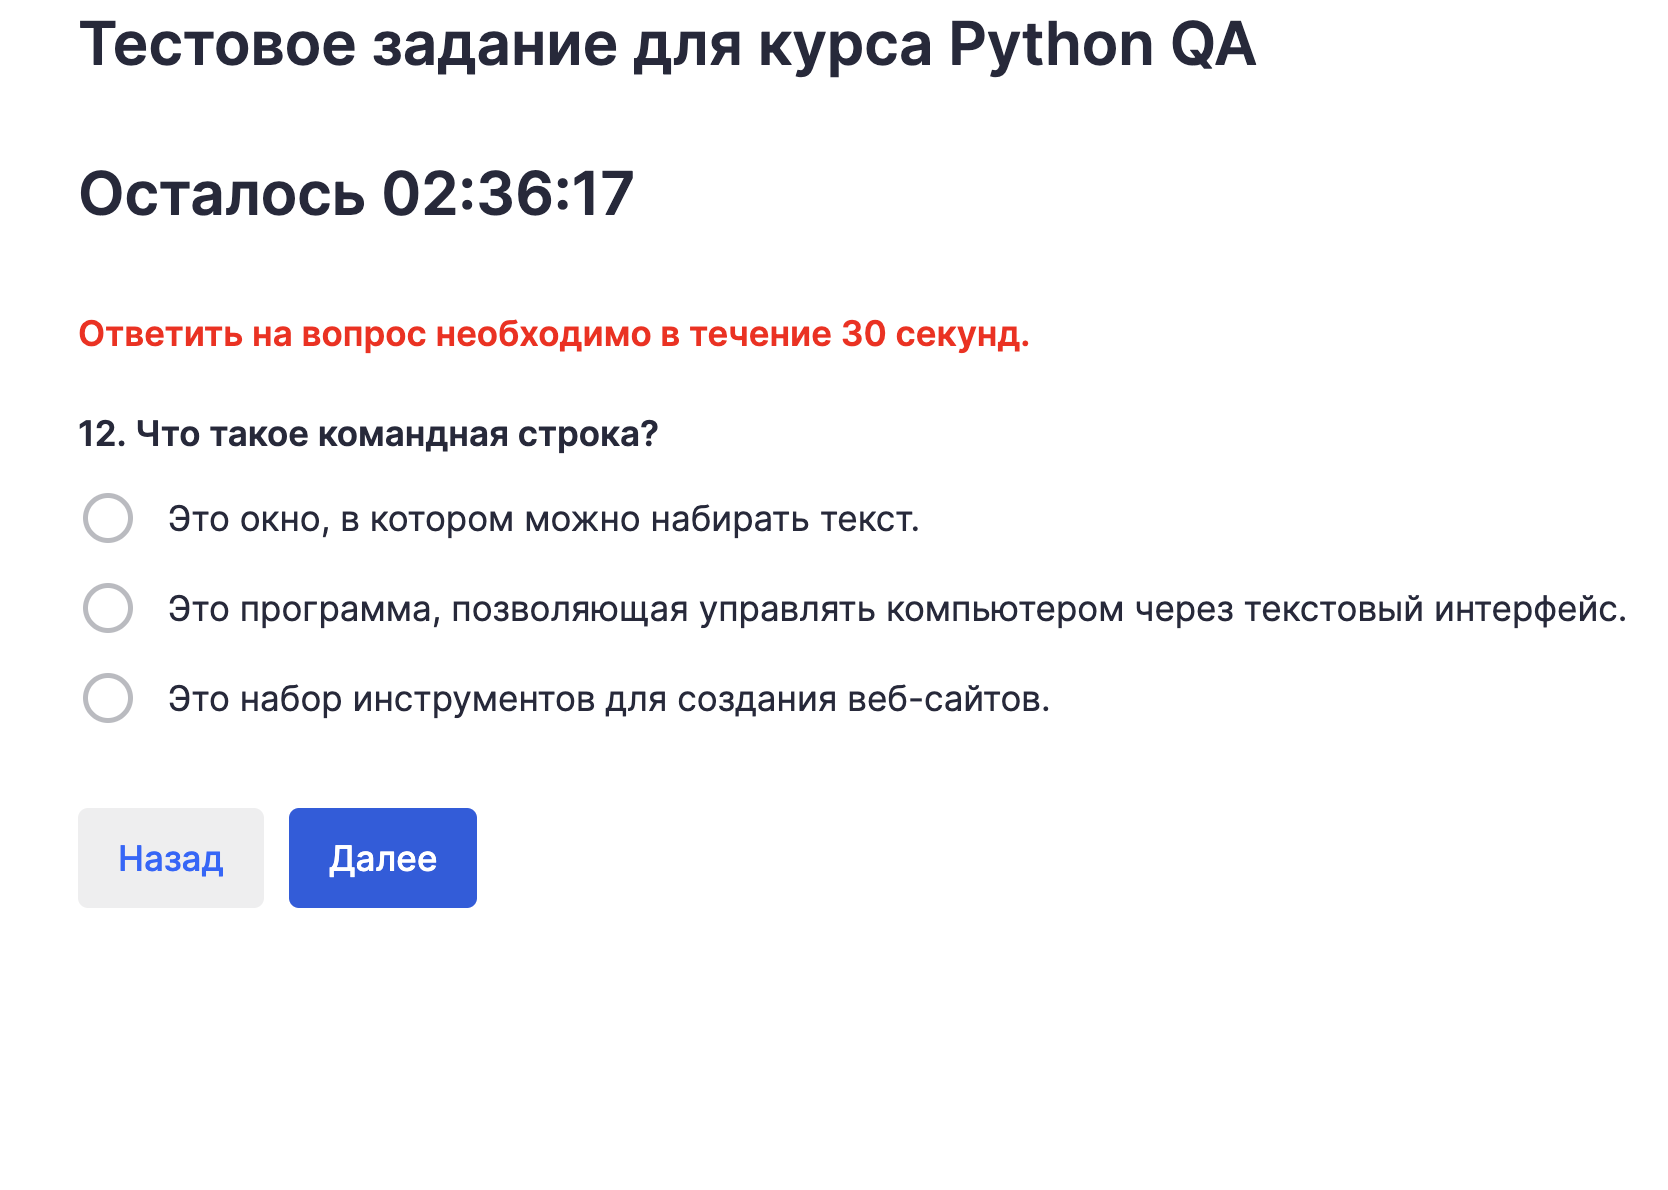 Тестовое задание для курса Python QA
Осталось 02:36:17
Ответить на вопрос необходимо в течение 30 секунд.
12. Что такое командная строка?
Это окно, в котором можно набирать текст.
Это программа, позволяющая управлять компьютером через текстовый интерфейс.
Это набор инструментов для создания веб-сайтов.
Назад Далее